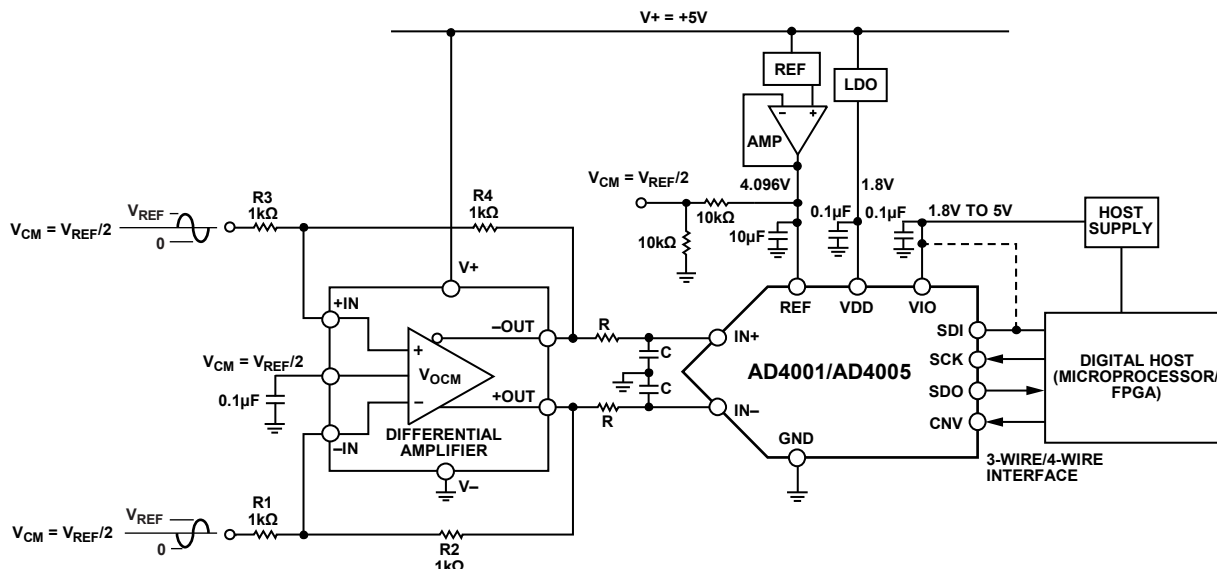 V+ = +5V
REF
LDO
AMP
VCM = VREF/2
4.096V
1.8V
10kΩ
10kΩ
10µF
0.1µF
0.1µF
1.8V TO 5V
HOST
SUPPLY
R3
1kΩ
R4
1kΩ
VREF
0
VCM = VREF/2
V+
+IN
–OUT
+
VOCM
–
+OUT
–IN
VCM = VREF/2
0.1µF
DIFFERENTIAL
AMPLIFIER
V–
R
C
C
R
REF
VDD
VIO
IN+
IN–
AD4001/AD4005
GND
SDI
SCK
SDO
CNV
DIGITAL HOST
(MICROPROCESSOR/
FPGA)
3-WIRE/4-WIRE
INTERFACE
R1
1kΩ
R2
1kΩ
VREF
0
VCM = VREF/2
– +